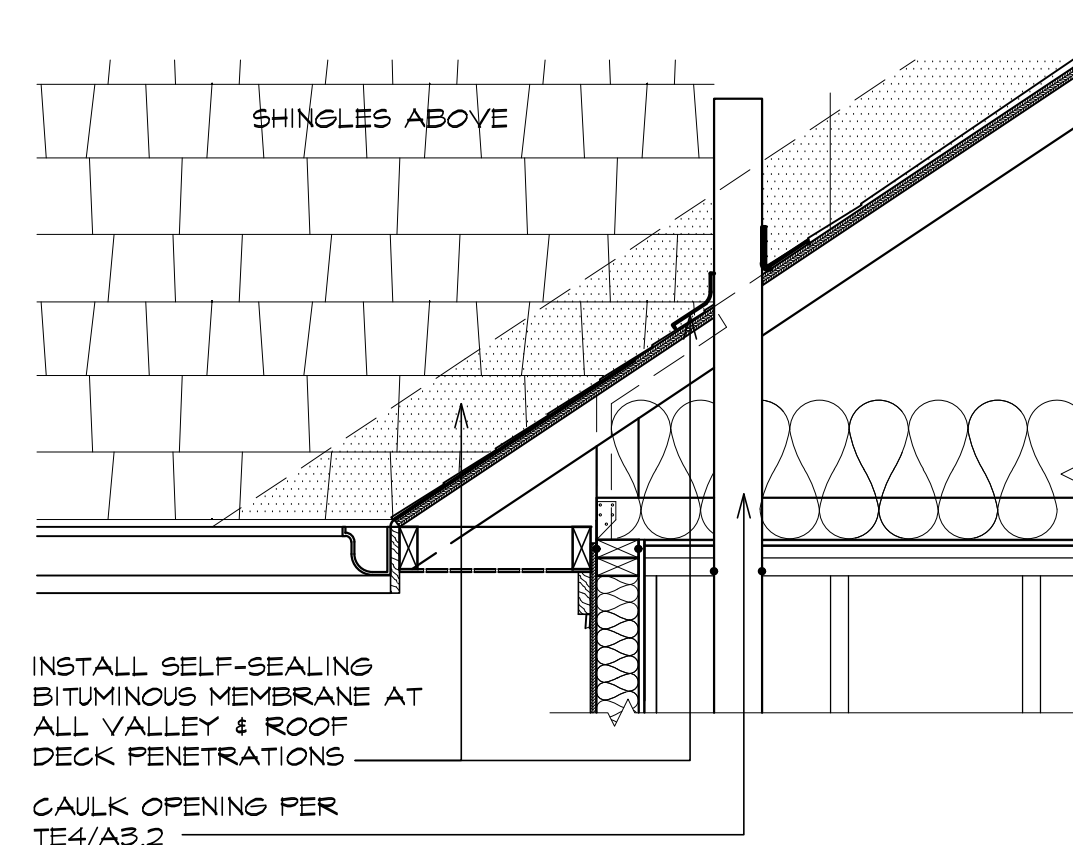 SHINGLES ABOVE
INSTALL SELF-SEALING
BITUMINOUS MEMBRANE AT
ALL VALLEY & ROOF
DECK PENETRATIONS
CAULK OPENING PER
TE4/A3.2